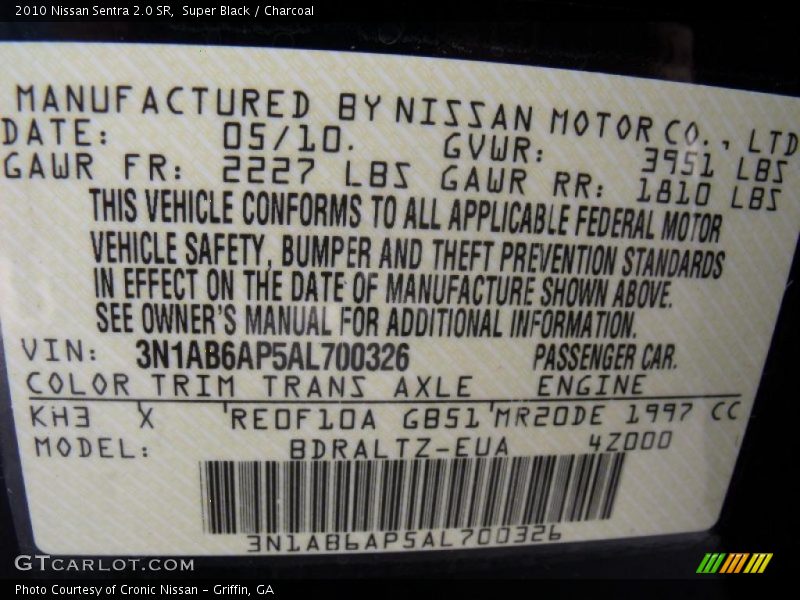 2010 Nissan Sentra 2.0 SR, Super Black / Charcoal
MANUFACTURED BY NISSAN MOTOR CO., LTD
DATE: 05/10. GVWR: 3951 LBS
GAWR FR: 2227 LBS GAWR RR: 1810 LBS
THIS VEHICLE CONFORMS TO ALL APPLICABLE FEDERAL MOTOR
VEHICLE SAFETY, BUMPER AND THEFT PREVENTION STANDARDS
IN EFFECT ON THE DATE OF MANUFACTURE SHOWN ABOVE.
SEE OWNER'S MANUAL FOR ADDITIONAL INFORMATION.
VIN: 3N1AB6AP5AL700326 PASSENGER CAR.
COLOR TRIM TRANS AXLE ENGINE
KH3 X 'RE0F10A GB51'MR20DE 1997 CC
MODEL: BDRALTZ-EUA 4Z000
3N1AB6AP5AL700326
GTCARLOT.COM
Photo Courtesy of Cronic Nissan - Griffin, GA